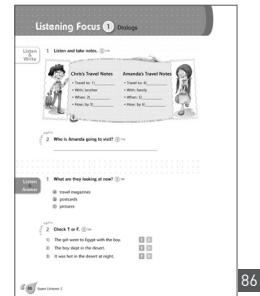 Listening Focus 1 Dialogs
Listen & Write
1 Listen and take notes.
Chris's Travel Notes
• Travel to: 1)
• With: brother
• When: 2)
• How: by 3)
Amanda's Travel Notes
• Travel to: 4)
• With: family
• When: 5)
• How: by 6)
2 Who is Amanda going to visit?
Listen & Answer
1 What are they looking at now?
ⓐ travel magazines
ⓑ postcards
ⓒ pictures
2 Check T or F.
1) The girl went to Egypt with the boy. T F
2) The boy slept in the desert. T F
3) It was hot in the desert at night. T F
86
86